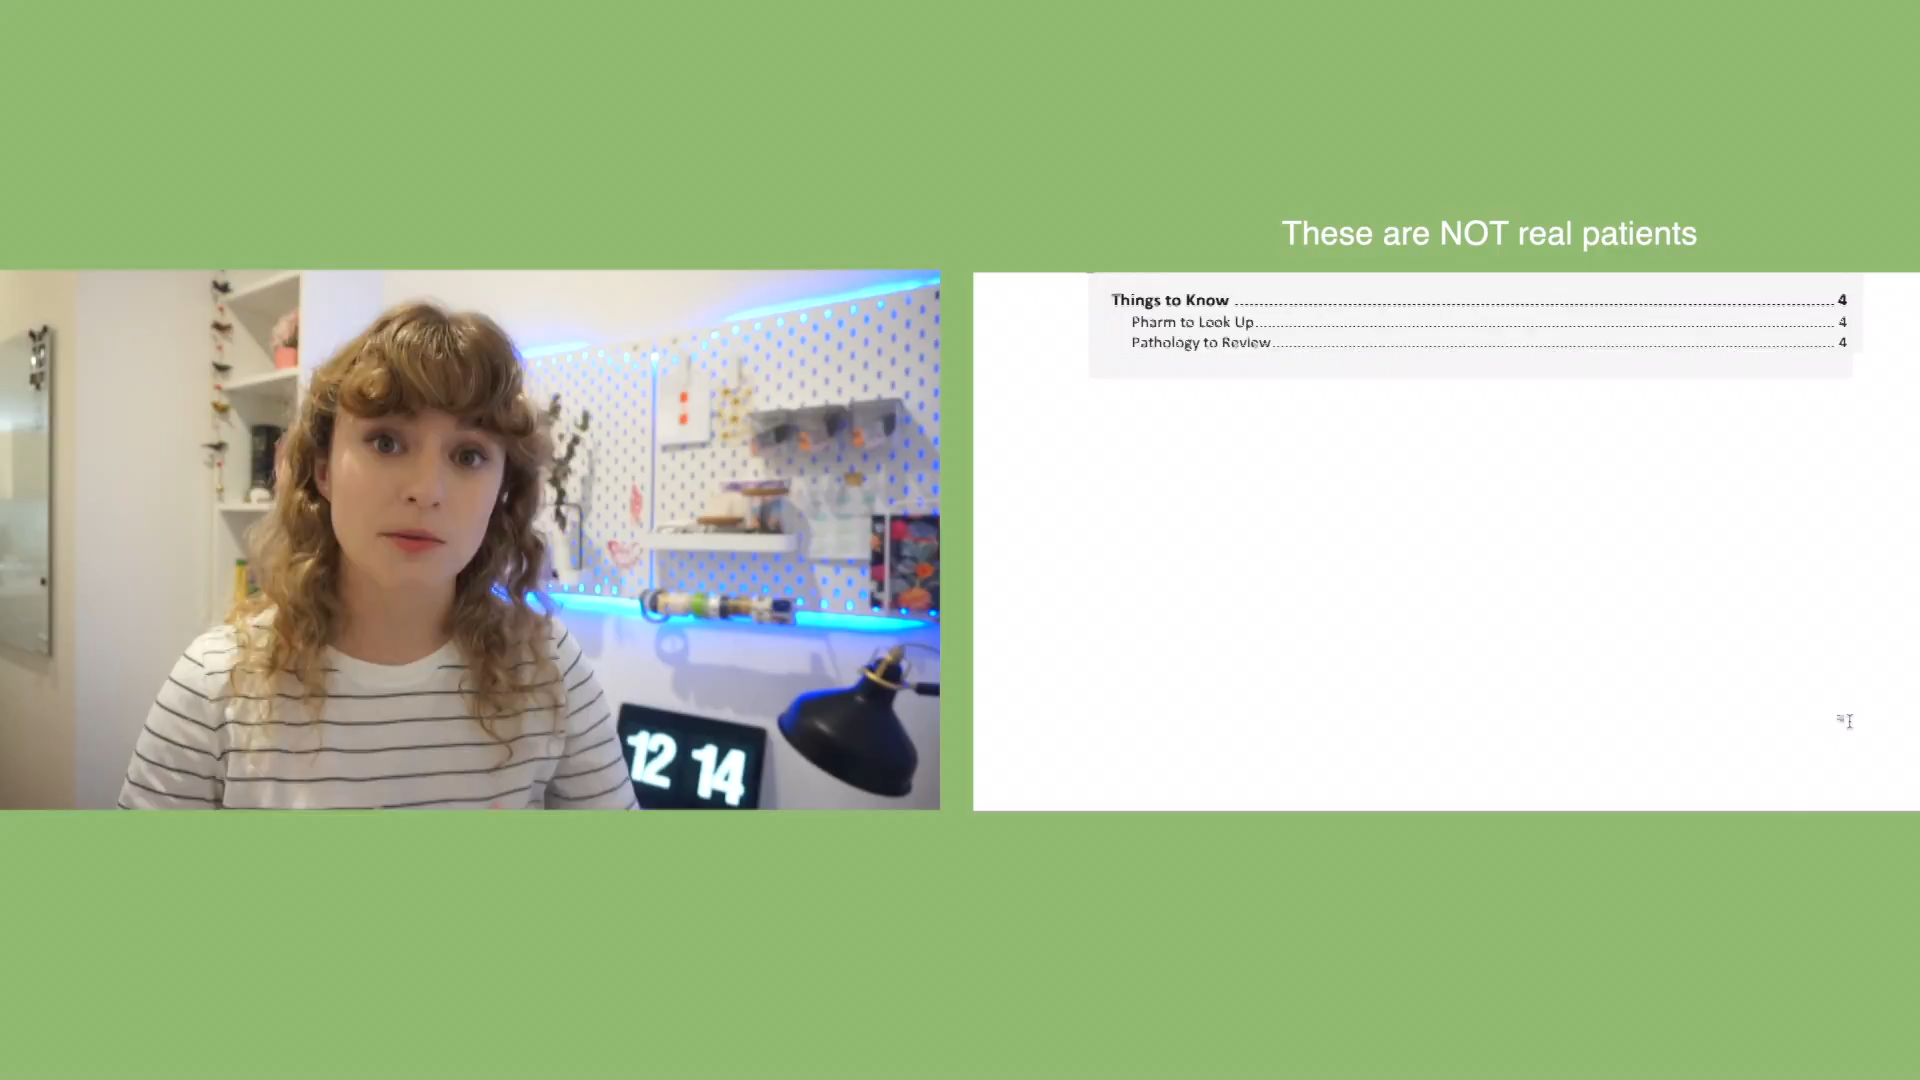 These are NOT real patients
Things to Know 4
Pharm to Look Up 4
Pathology to Review 4
12 14